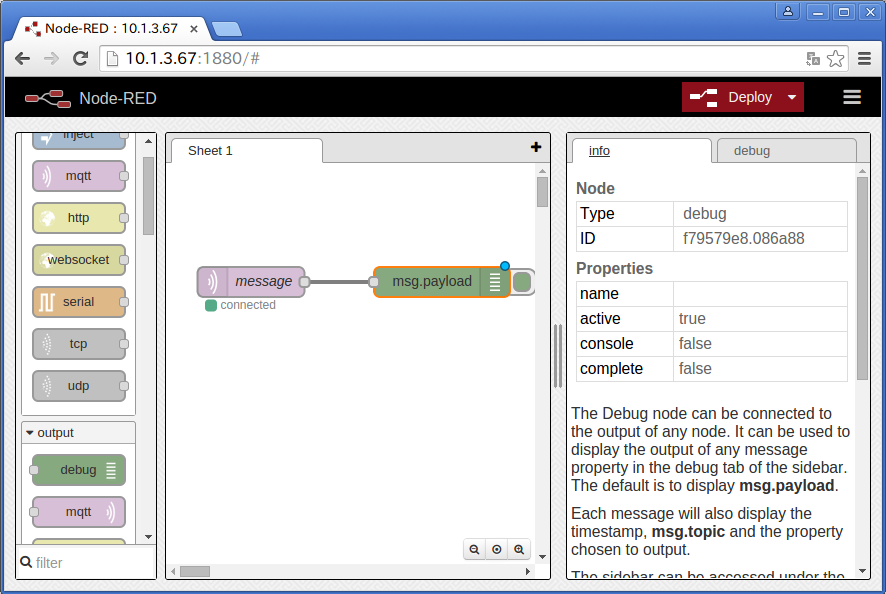 Node-RED : 10.1.3.67
10.1.3.67:1880/#
Node-RED
Deploy
inject
mqtt
http
websocket
serial
tcp
udp
output
debug
mqtt
filter
Sheet 1
message
connected
msg.payload
info
debug
Node
Type debug
ID f79579e8.086a88
Properties
name
active true
console false
complete false
The Debug node can be connected to
the output of any node. It can be used to
display the output of any message
property in the debug tab of the sidebar.
The default is to display msg.payload.
Each message will also display the
timestamp, msg.topic and the property
chosen to output.
The sidebar can be accessed under the